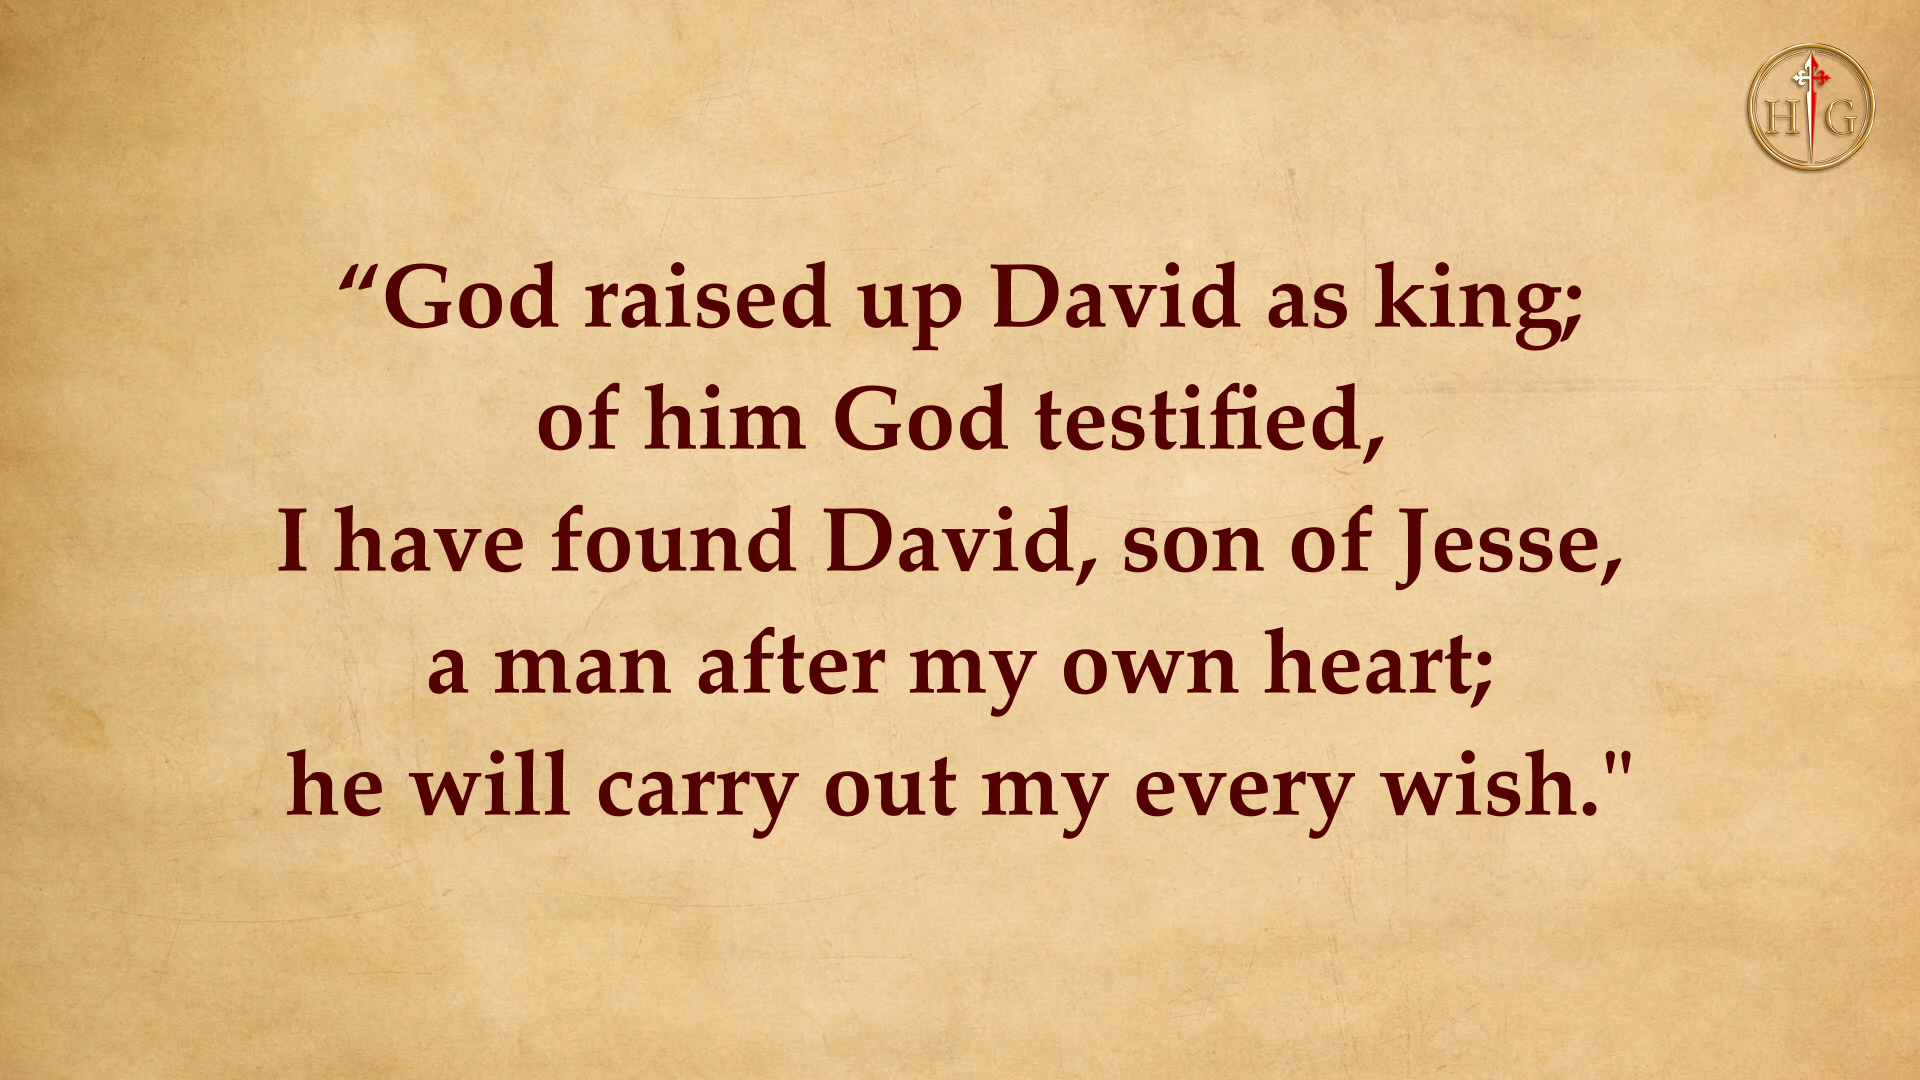 H G
“God raised up David as king;
of him God testified,
I have found David, son of Jesse,
a man after my own heart;
he will carry out my every wish."